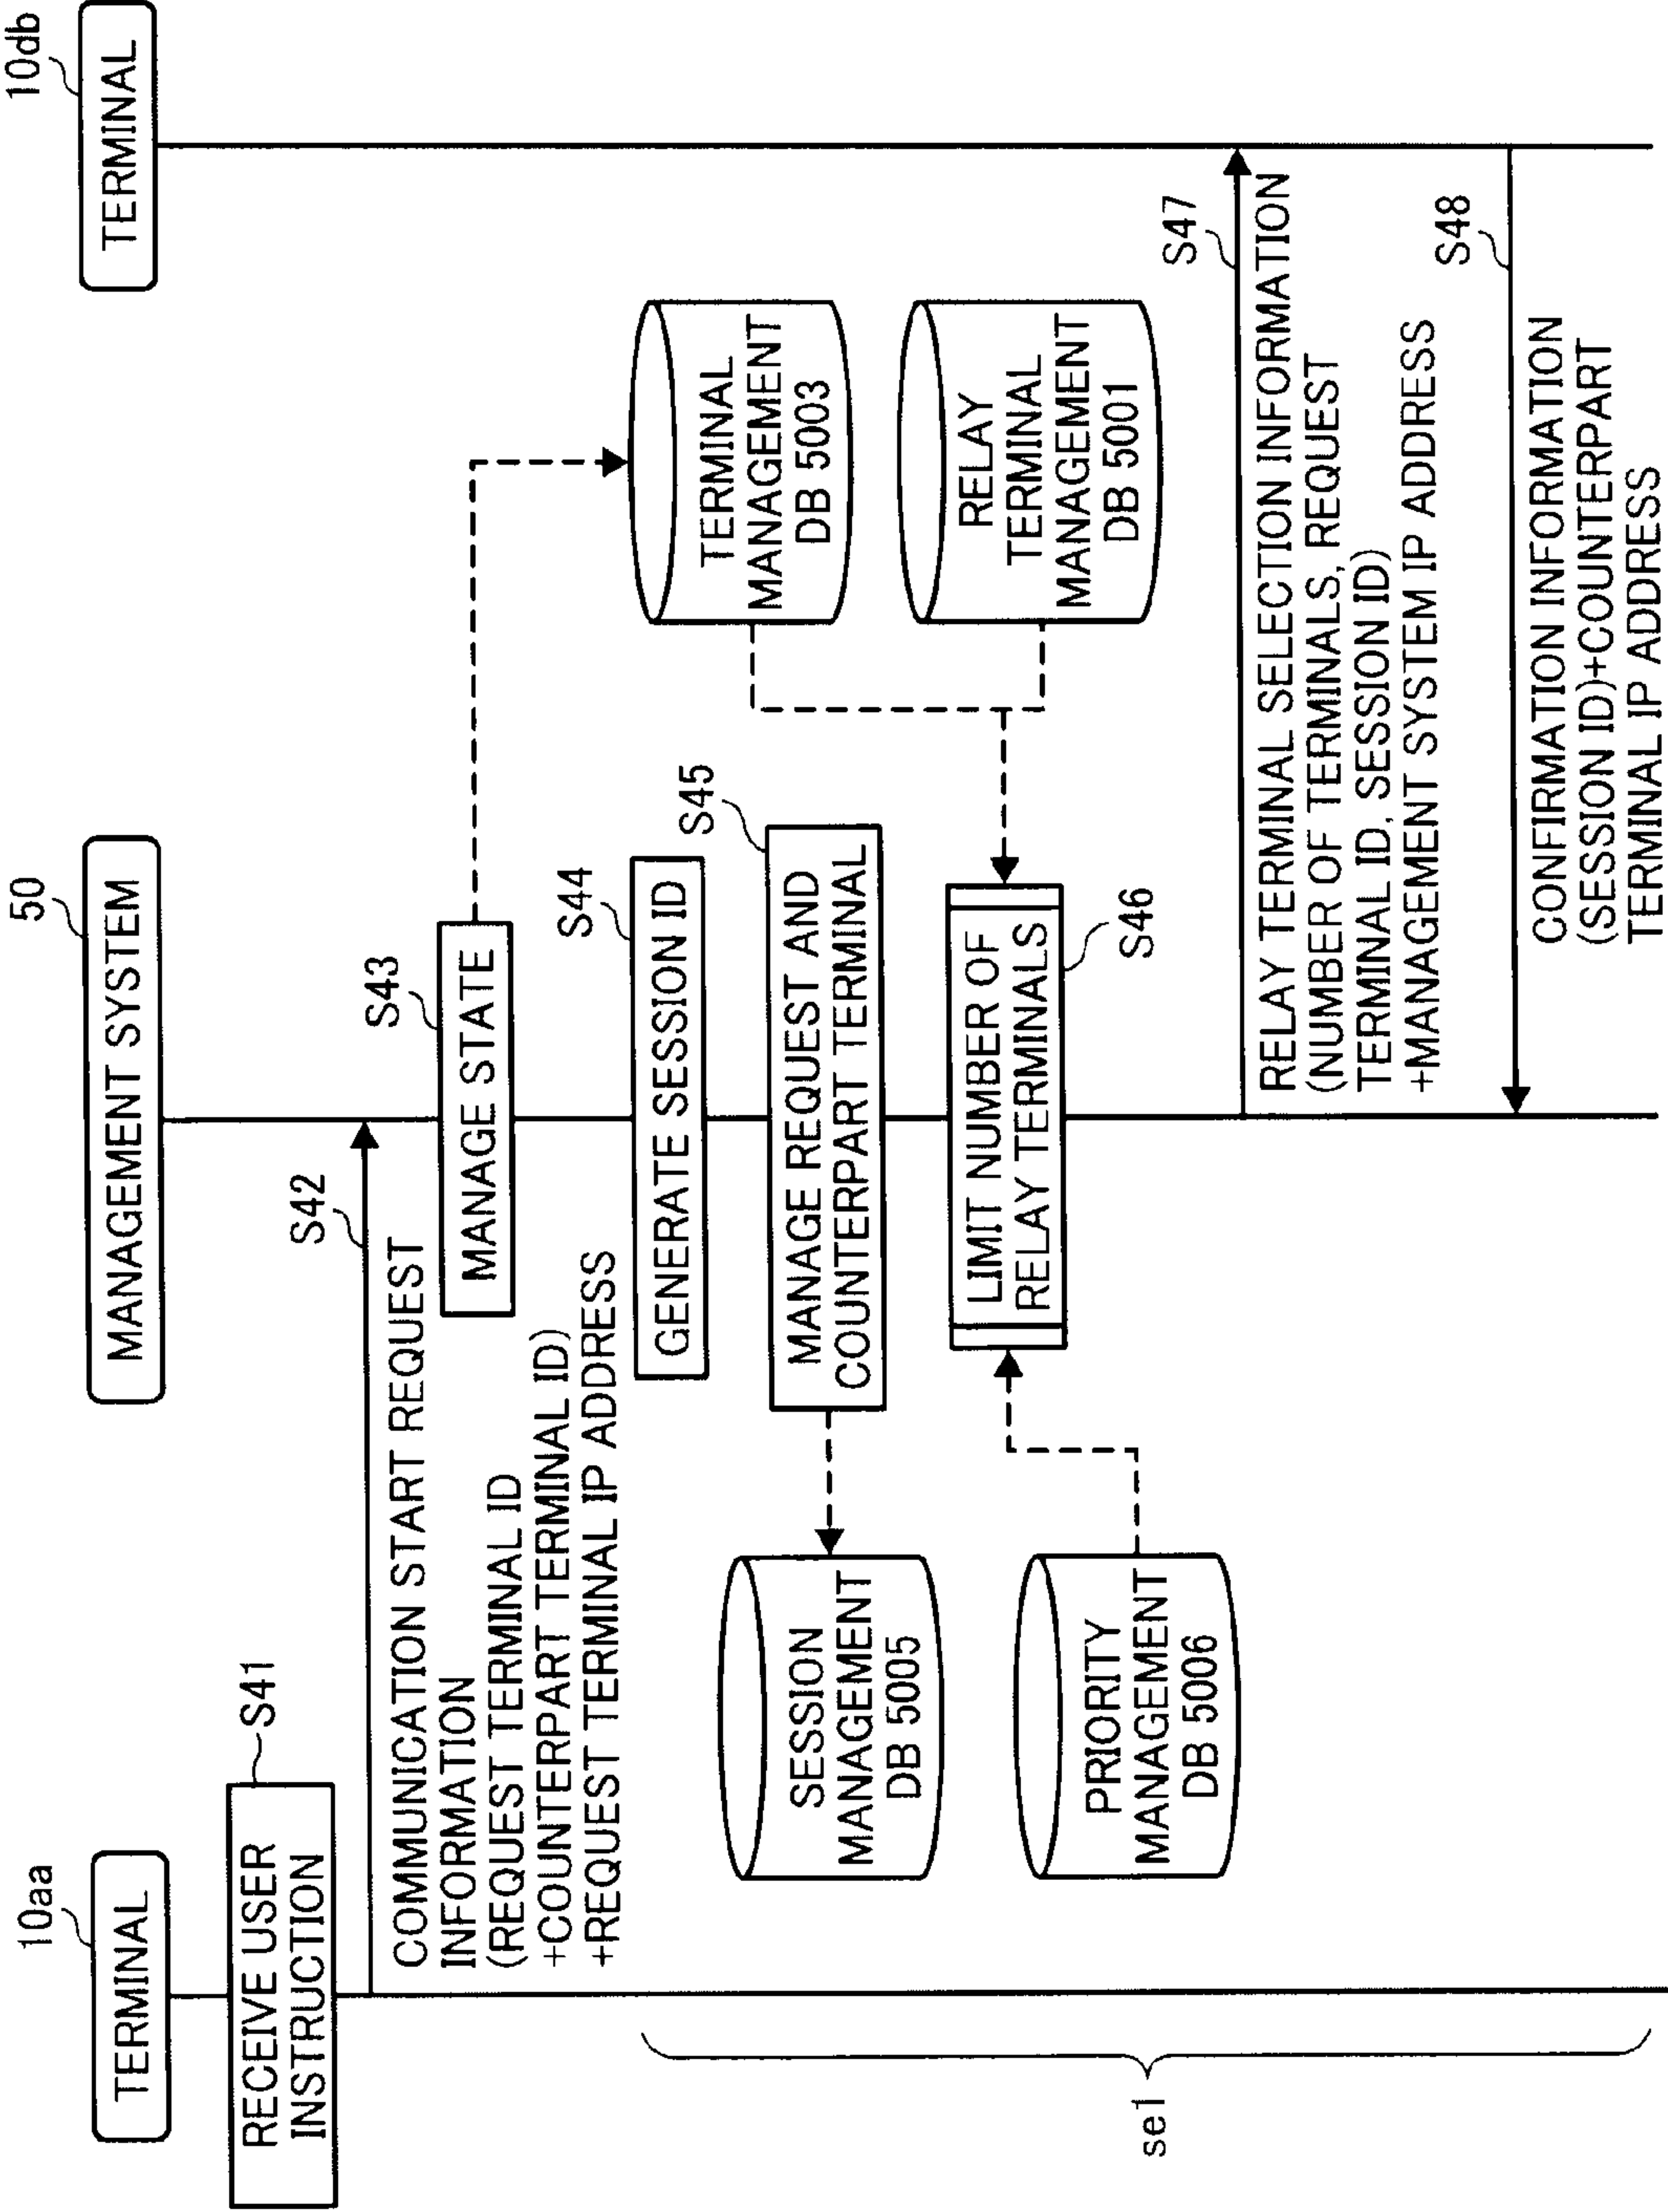 10aa
TERMINAL
50
MANAGEMENT SYSTEM
10db
TERMINAL
RECEIVE USER
INSTRUCTION
S41
S42
COMMUNICATION START REQUEST
INFORMATION
(REQUEST TERMINAL ID
+COUNTERPART TERMINAL ID)
+REQUEST TERMINAL IP ADDRESS
S43
MANAGE STATE
S44
GENERATE SESSION ID
S45
MANAGE REQUEST AND
COUNTERPART TERMINAL
SESSION
MANAGEMENT
DB 5005
TERMINAL
MANAGEMENT
DB 5003
LIMIT NUMBER OF
RELAY TERMINALS
S46
PRIORITY
MANAGEMENT
DB 5006
RELAY
TERMINAL
MANAGEMENT
DB 5001
sel
S47
RELAY TERMINAL SELECTION INFORMATION
(NUMBER OF TERMINALS, REQUEST
TERMINAL ID, SESSION ID)
+MANAGEMENT SYSTEM IP ADDRESS
S48
CONFIRMATION INFORMATION
(SESSION ID)+COUNTERPART
TERMINAL IP ADDRESS